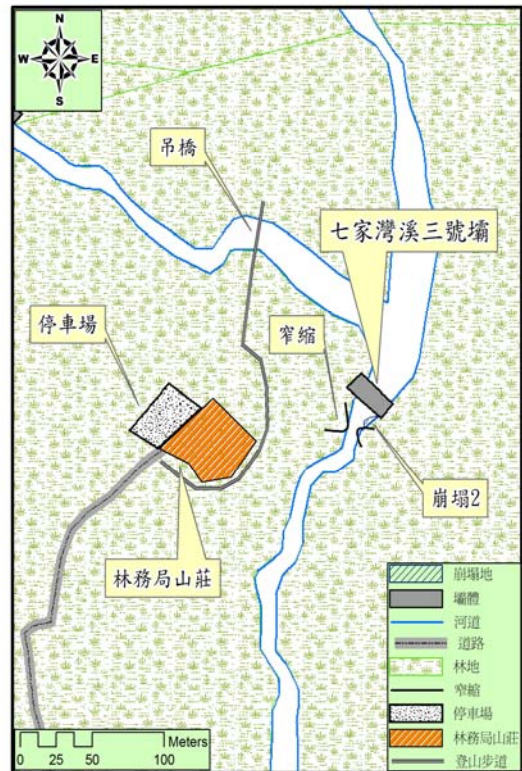 N
W E
S
吊橋
七家灣溪三號壩
停車場
窄縮
崩塌2
林務局山莊
崩塌地
壩體
河道
道路
林地
窄縮
停車場
林務局山莊
登山步道
Meters
0 25 50 100